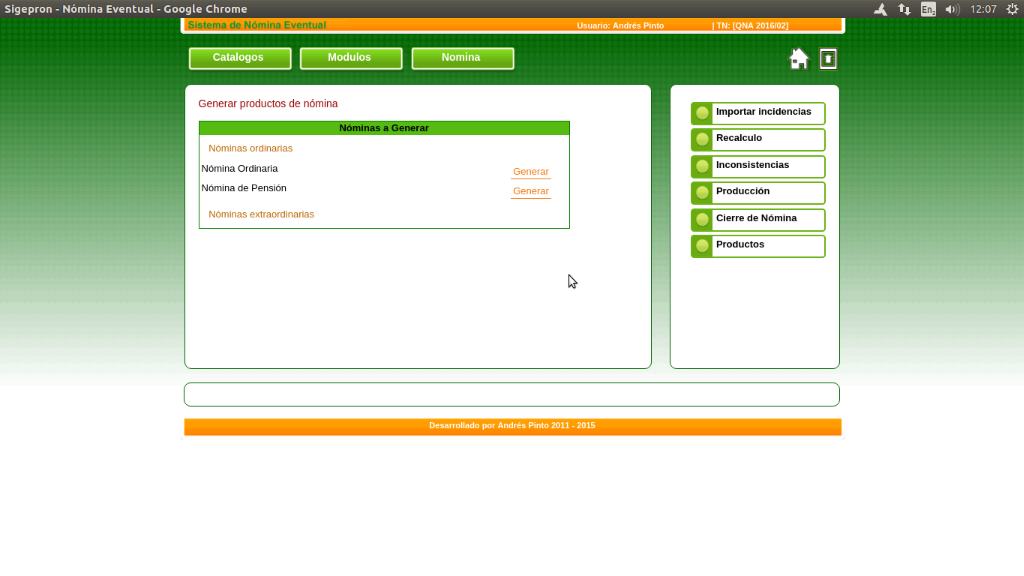 Sigepron - Nómina Eventual - Google Chrome
En2 12:07
Sistema de Nómina Eventual Usuario: Andrés Pinto | TN: [QNA 2016/02]
Catalogos Modulos Nomina
Generar productos de nómina
Nóminas a Generar
Nóminas ordinarias
Nómina Ordinaria Generar
Nómina de Pensión Generar
Nóminas extraordinarias
Importar incidencias
Recalculo
Inconsistencias
Producción
Cierre de Nómina
Productos
Desarrollado por Andrés Pinto 2011 - 2015